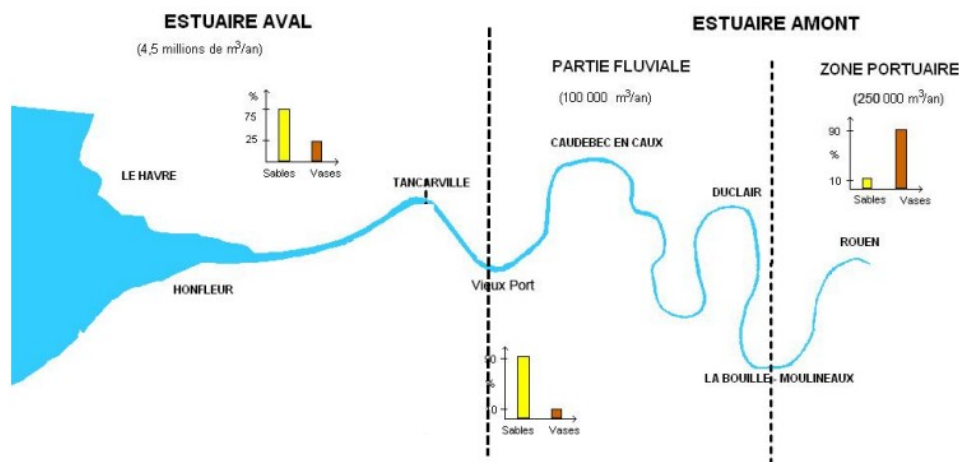 ESTUAIRE AVAL
(4,5 millions de m³/an)
ESTUAIRE AMONT
PARTIE FLUVIALE
(100 000 m³/an)
ZONE PORTUAIRE
(250 000 m³/an)
%
75
25
Sables Vases
90
%
10
Sables Vases
LE HAVRE
TANCARVILLE
CAUDEBEC EN CAUX
DUCLAIR
ROUEN
HONFLEUR
Vieux Port
LA BOUILLE - MOULINEAUX
%
Sables Vases